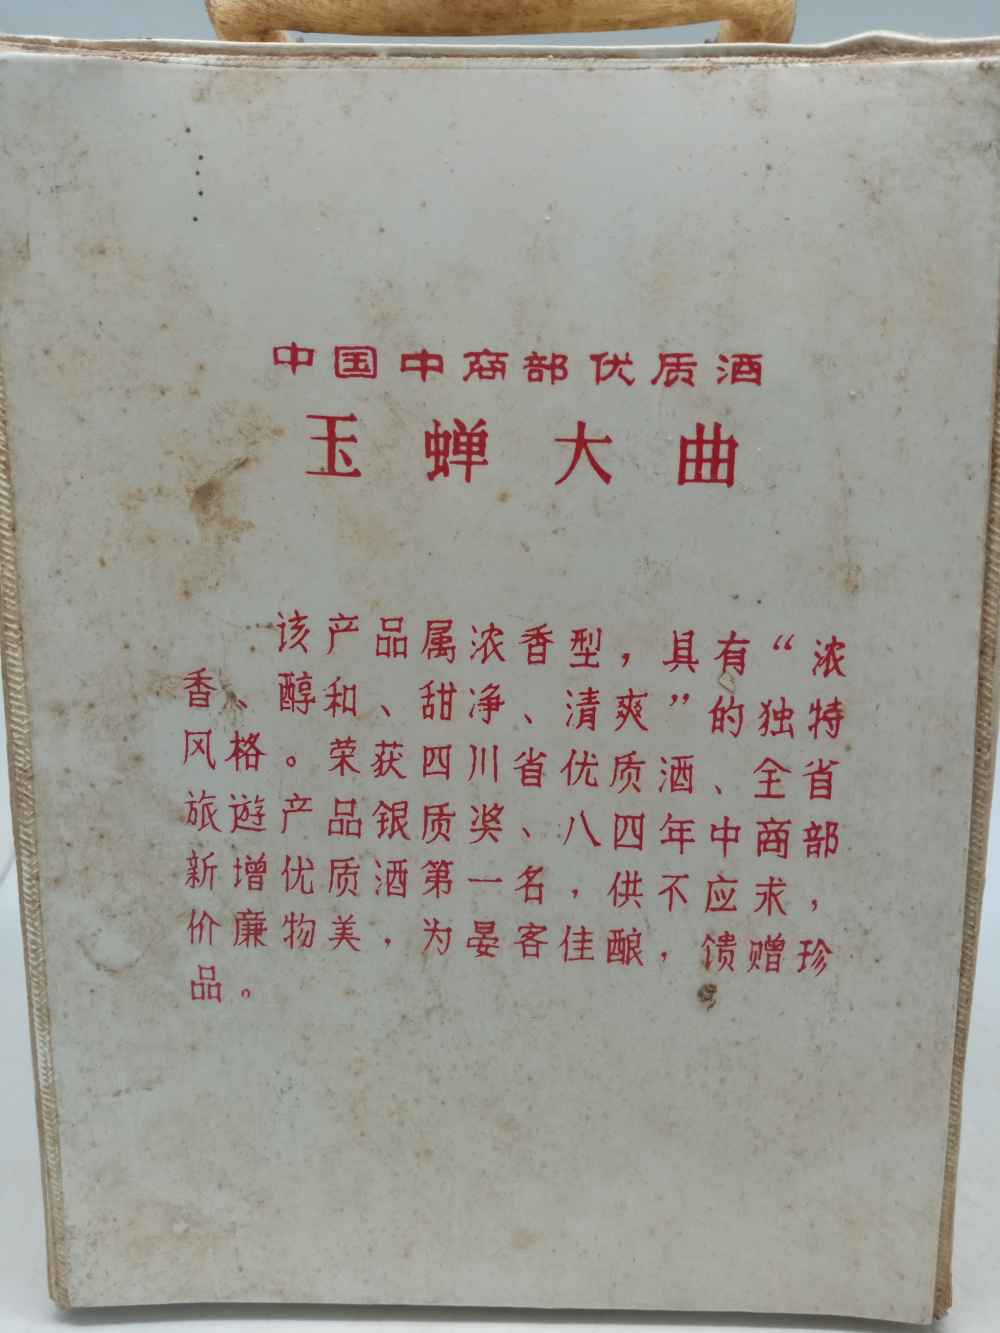 中国中商部优质酒
玉蝉大曲
该产品属浓香型，具有“浓
香、醇和、甜净、清爽”的独特
风格。荣获四川省优质酒、全省
旅遊产品银质奖、八四年中商部
新增优质酒第一名，供不应求，
价廉物美，为晏客佳酿，馈赠珍
品。